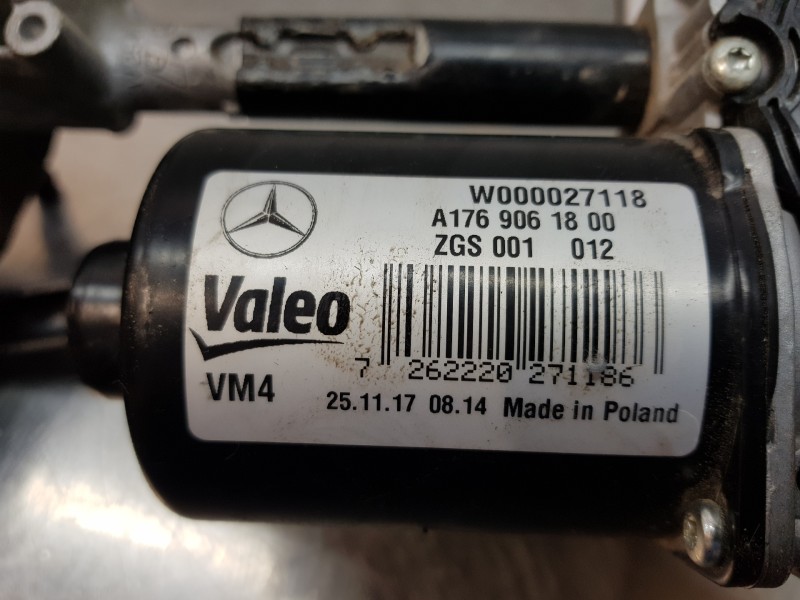 W000027118
A176 906 18 00
ZGS 001 012
Valeo
7 262220 271186
VM4
25.11.17 08.14 Made in Poland